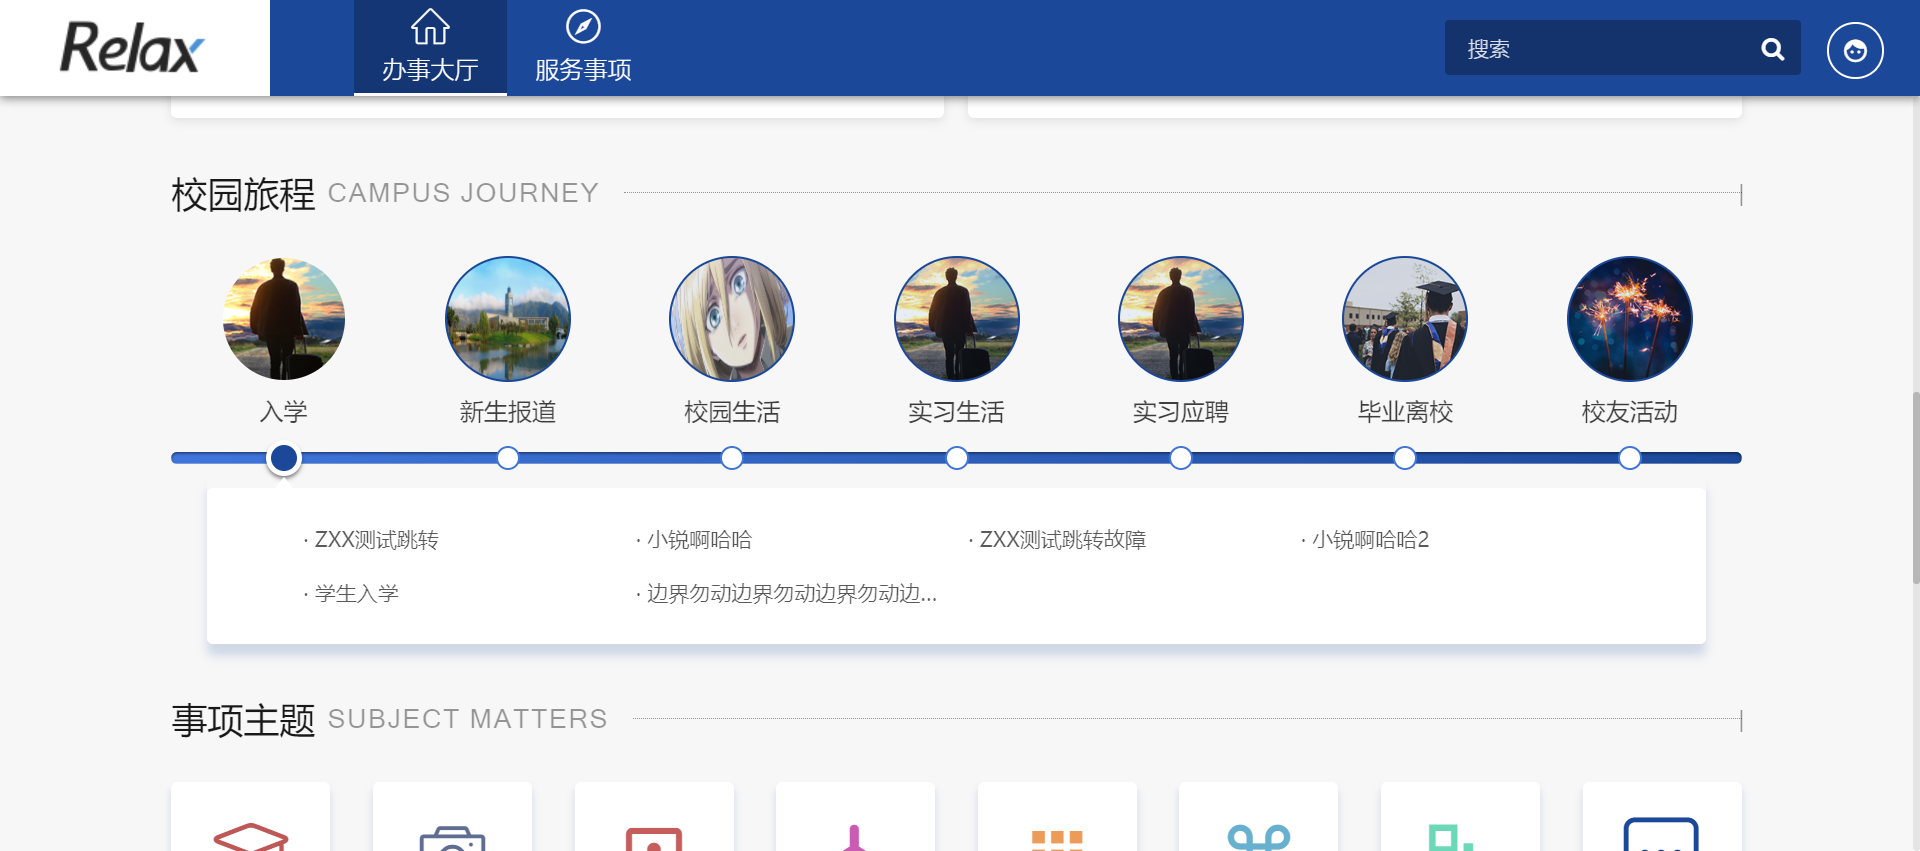 Relax
办事大厅
服务事项
搜索
校园旅程 CAMPUS JOURNEY
入学
新生报道
校园生活
实习生活
实习应聘
毕业离校
校友活动
· ZXX测试跳转
· 小锐啊哈哈
· ZXX测试跳转故障
· 小锐啊哈哈2
· 学生入学
· 边界勿动边界勿动边界勿动边...
事项主题 SUBJECT MATTERS